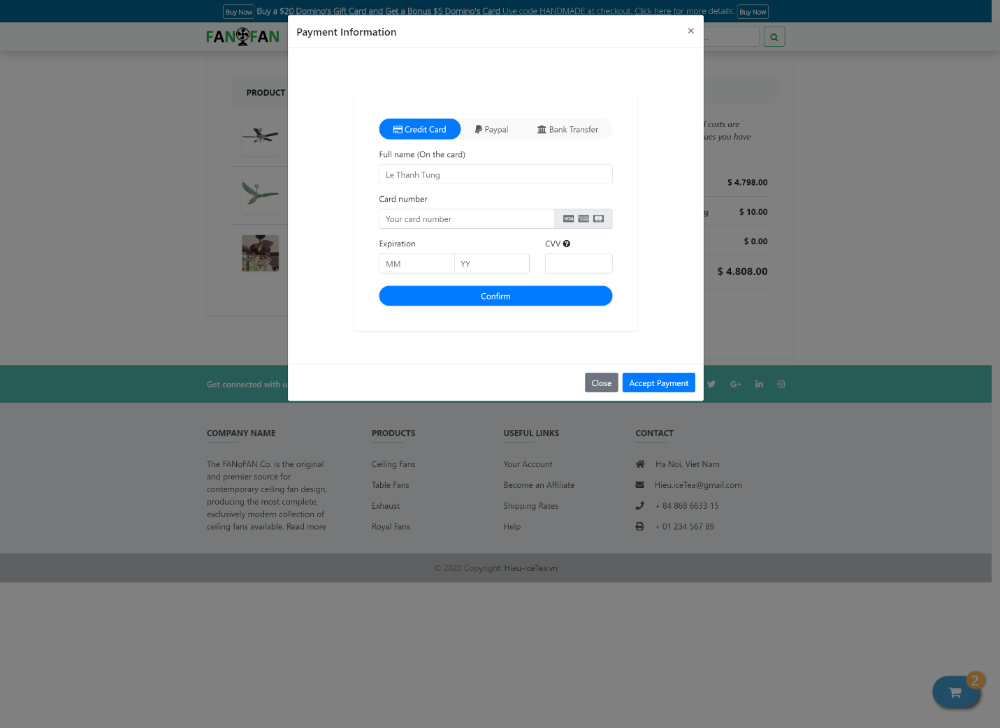 Buy Now Buy a $20 Domino's Gift Card and Get a Bonus $5 Domino's Card Use code HANDMADE at checkout. Click here for more details. Buy Now
FANOFAN
Payment Information
×
...
PRODUCT
Credit Card
Paypal
Bank Transfer
Full name (On the card)
Le Thanh Tung
Card number
Your card number
VISA
Expiration
CVV
MM
YY
Confirm
costs are
ues you have
$ 4.798.00
g $ 10.00
$ 0.00
$ 4.808.00
Close
Accept Payment
Get connected with u
G+
in
COMPANY NAME
The FANoFAN Co. is the original
and premier source for
contemporary ceiling fan design,
producing the most complete,
exclusively modern collection of
ceiling fans available. Read more
PRODUCTS
Ceiling Fans
Table Fans
Exhaust
Royal Fans
USEFUL LINKS
Your Account
Become an Affiliate
Shipping Rates
Help
CONTACT
Ha Noi, Viet Nam
Hieu.iceTea@gmail.com
+ 84 868 6633 15
+ 01 234 567 89
© 2020 Copyright: Hieu-iceTea.vn
2